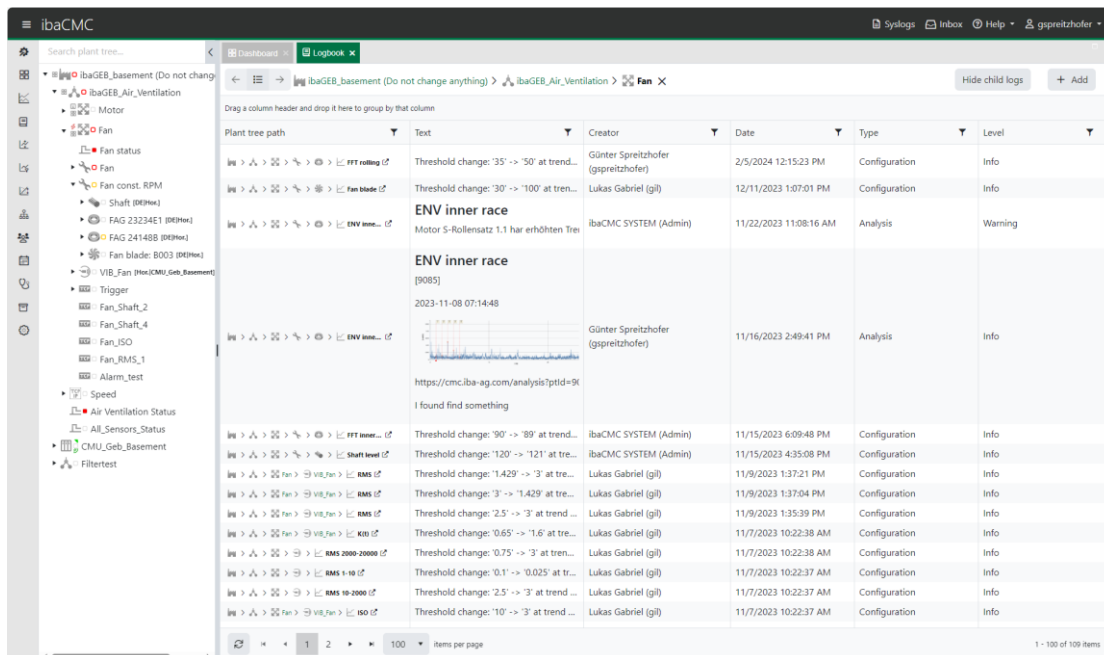 ibaCMC
Syslogs Inbox Help gspreitzhofer
Search plant tree...
Dashboard
Logbook
ibaGEB_basement (Do not chang
ibaGEB_Air_Ventilation
Motor
Fan
Fan status
Fan
Fan const. RPM
Shaft [DE|Hor.]
FAG 23234E1 [DE|Hor.]
FAG 24148B [DE|Hor.]
Fan blade: B003 [DE|Hor.]
VIB_Fan [Hor.|CMU_Geb_Basement]
Trigger
Fan_Shaft_2
Fan_Shaft_4
Fan_ISO
Fan_RMS_1
Alarm_test
Speed
Air Ventilation Status
All_Sensors_Status
CMU_Geb_Basement
Filtertest
ibaGEB_basement (Do not change anything) > ibaGEB_Air_Ventilation > Fan
Hide child logs
+ Add
Drag a column header and drop it here to group by that column
Plant tree path Text Creator Date Type Level
FFT rolling Threshold change: '35' -> '50' at trend... Günter Spreitzhofer (gspreitzhofer) 2/5/2024 12:15:23 PM Configuration Info
Fan blade Threshold change: '30' -> '100' at tren... Lukas Gabriel (gil) 12/11/2023 1:07:01 PM Configuration Info
ENV inne... ENV inner race
Motor S-Rollensatz 1.1 har erhöhten Tre ibaCMC SYSTEM (Admin) 11/22/2023 11:08:16 AM Analysis Warning
ENV inner race
[9085]
2023-11-08 07:14:48
ENV inne... Günter Spreitzhofer (gspreitzhofer) 11/16/2023 2:49:41 PM Analysis Info
https://cmc.iba-ag.com/analysis?ptId=90
I found find something
FFT inner... Threshold change: '90' -> '89' at trend... ibaCMC SYSTEM (Admin) 11/15/2023 6:09:48 PM Configuration Info
Shaft level Threshold change: '120' -> '121' at tre... ibaCMC SYSTEM (Admin) 11/15/2023 4:35:08 PM Configuration Info
Fan > VIB_Fan > RMS Threshold change: '1.429' -> '3' at tre... Lukas Gabriel (gil) 11/9/2023 1:37:21 PM Configuration Info
Fan > VIB_Fan > RMS Threshold change: '3' -> '1.429' at tre... Lukas Gabriel (gil) 11/9/2023 1:37:04 PM Configuration Info
Fan > VIB_Fan > RMS Threshold change: '2.5' -> '3' at trend ... Lukas Gabriel (gil) 11/9/2023 1:35:39 PM Configuration Info
Fan > VIB_Fan > K(t) Threshold change: '0.65' -> '1.6' at tre... Lukas Gabriel (gil) 11/7/2023 10:22:38 AM Configuration Info
RMS 2000-20000 Threshold change: '0.75' -> '3' at tren... Lukas Gabriel (gil) 11/7/2023 10:22:38 AM Configuration Info
RMS 1-10 Threshold change: '0.1' -> '0.025' at tr... Lukas Gabriel (gil) 11/7/2023 10:22:37 AM Configuration Info
RMS 10-2000 Threshold change: '2.5' -> '3' at trend ... Lukas Gabriel (gil) 11/7/2023 10:22:37 AM Configuration Info
Fan > VIB_Fan > ISO Threshold change: '10' -> '3' at trend ... Lukas Gabriel (gil) 11/7/2023 10:22:37 AM Configuration Info
1 2 100 items per page 1 - 100 of 109 items